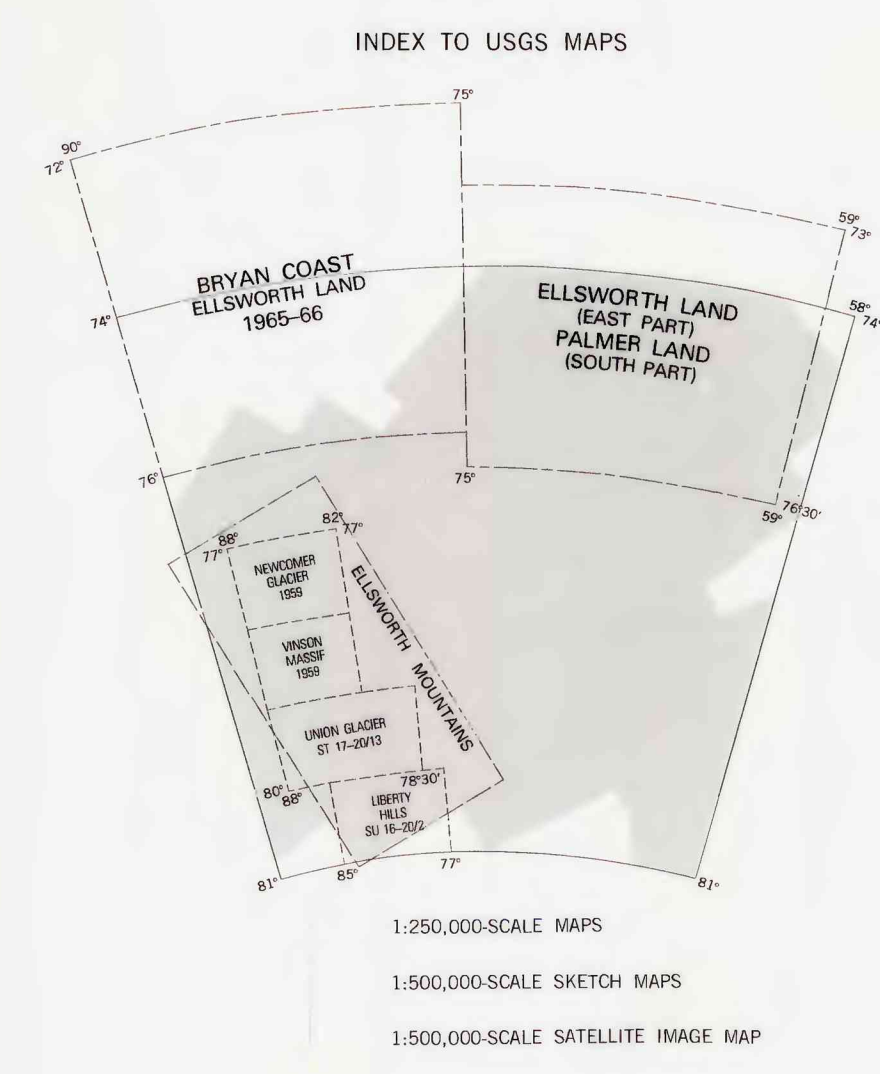 INDEX TO USGS MAPS
75°
90°
72°
59°
73°
BRYAN COAST
ELLSWORTH LAND
1965–66
ELLSWORTH LAND
(EAST PART)
PALMER LAND
(SOUTH PART)
58°
74°
74°
76°
75°
59°
76°30'
82°
77°
88°
77°
NEWCOMER
GLACIER
1959
ELLSWORTH MOUNTAINS
VINSON
MASSIF
1959
UNION GLACIER
ST 17–20/13
80°
88°
78°30'
LIBERTY
HILLS
SU 16–20/2
81°
85°
77°
81°
1:250,000-SCALE MAPS
1:500,000-SCALE SKETCH MAPS
1:500,000-SCALE SATELLITE IMAGE MAP